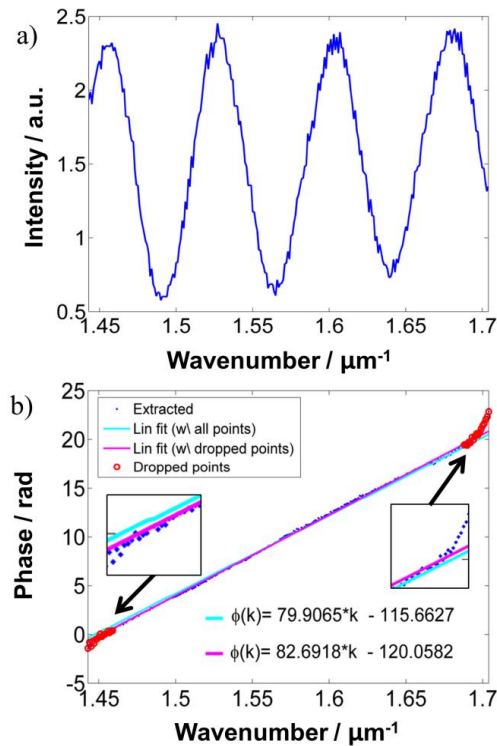 a)
2.5
2
1.5
1
0.5
Intensity / a.u.
1.45 1.5 1.55 1.6 1.65 1.7
Wavenumber / µm-1
b)
25
20
15
10
5
0
-5
Phase / rad
Extracted
Lin fit (w\ all points)
Lin fit (w\ dropped points)
Dropped points
ϕ(k)= 79.9065*k - 115.6627
ϕ(k)= 82.6918*k - 120.0582
1.45 1.5 1.55 1.6 1.65 1.7
Wavenumber / µm-1